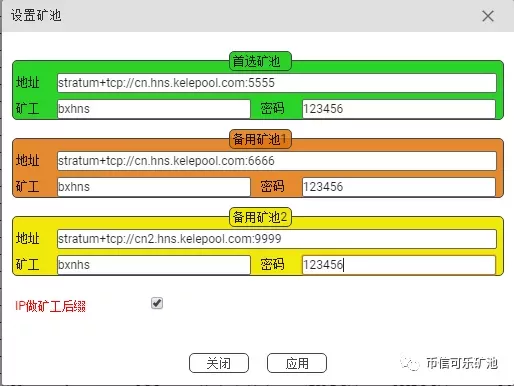 设置矿池
首选矿池
地址 stratum+tcp://cn.hns.kelepool.com:5555
矿工 bxhns 密码 123456
备用矿池1
地址 stratum+tcp://cn.hns.kelepool.com:6666
矿工 bxhns 密码 123456
备用矿池2
地址 stratum+tcp://cn2.hns.kelepool.com:9999
矿工 bxnhs 密码 123456
IP做矿工后缀
关闭 应用
币信可乐矿池